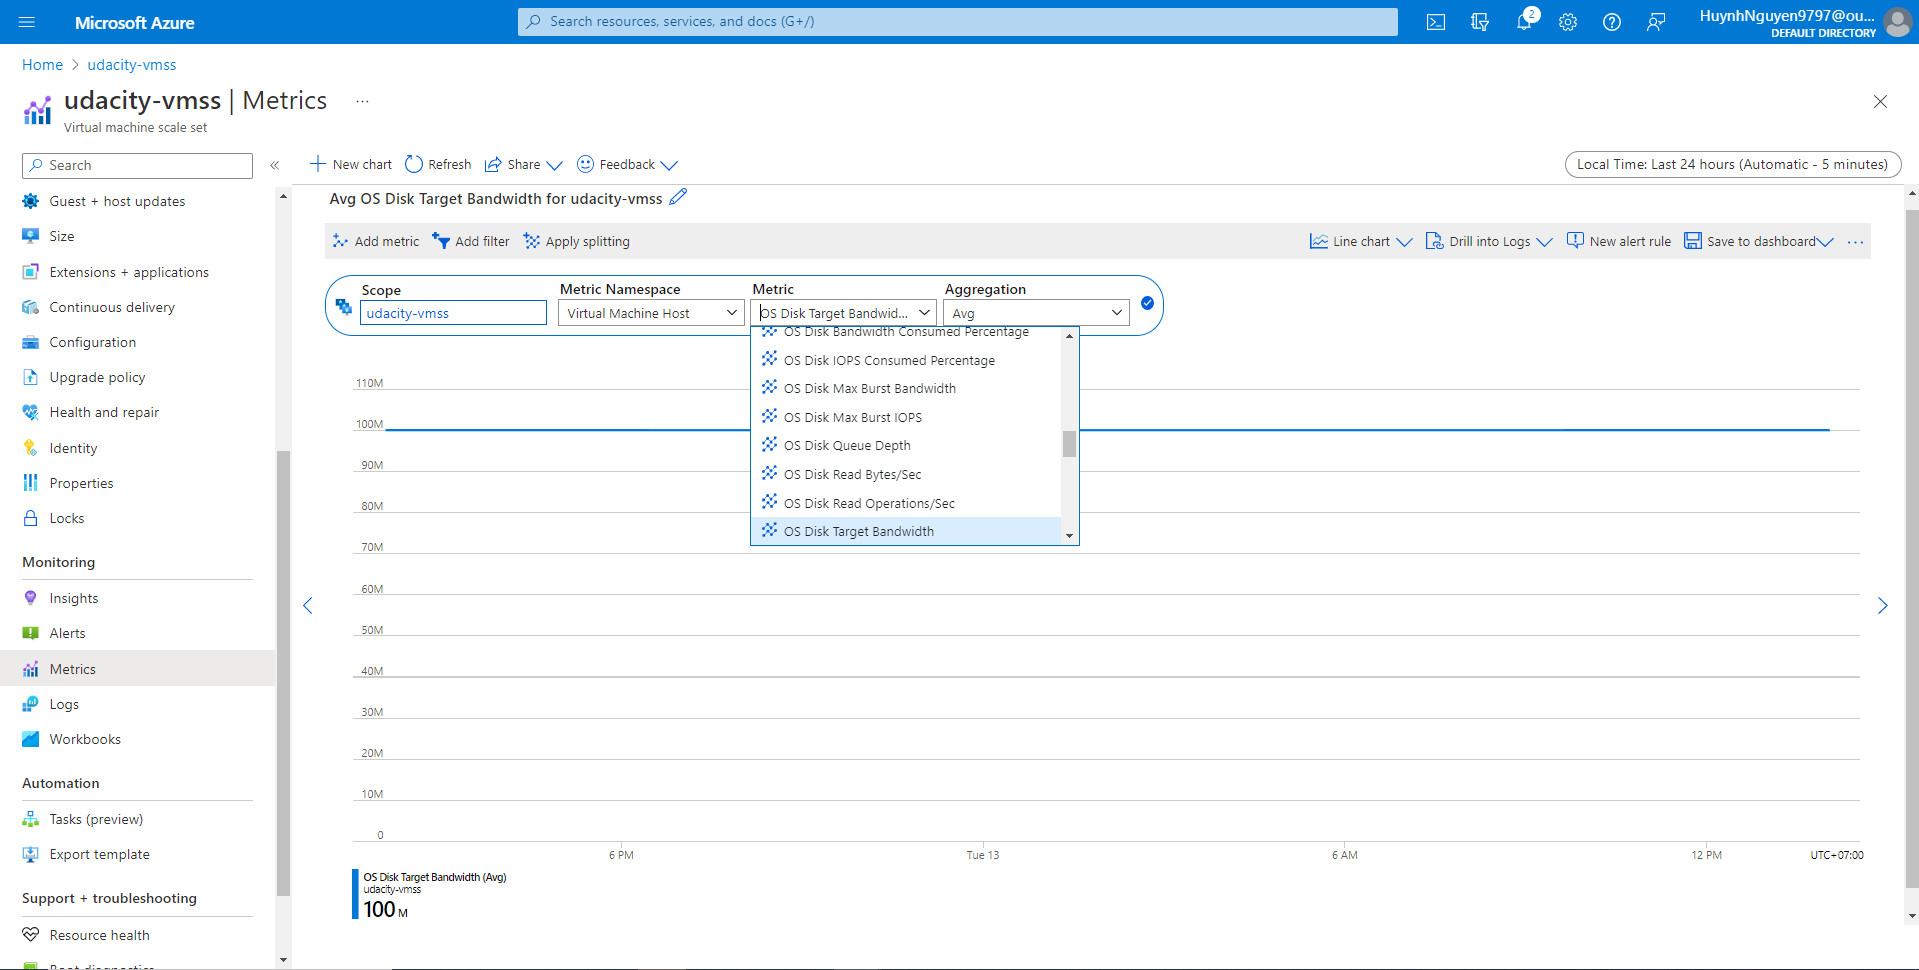 Microsoft Azure
Search resources, services, and docs (G+/)
2
HuynhNguyen9797@ou...
DEFAULT DIRECTORY
Home > udacity-vmss
udacity-vmss | Metrics ...
Virtual machine scale set
Search
«
New chart
Refresh
Share
Feedback
Local Time: Last 24 hours (Automatic - 5 minutes)
Guest + host updates
Size
Extensions + applications
Continuous delivery
Configuration
Upgrade policy
Health and repair
Identity
Properties
Locks
Monitoring
Insights
Alerts
Metrics
Logs
Workbooks
Automation
Tasks (preview)
Export template
Support + troubleshooting
Resource health
Boot diagnostics
Avg OS Disk Target Bandwidth for udacity-vmss
Add metric
Add filter
Apply splitting
Line chart
Drill into Logs
New alert rule
Save to dashboard
...
Scope
udacity-vmss
Metric Namespace
Virtual Machine Host
Metric
OS Disk Target Bandwid...
Aggregation
Avg
OS Disk Bandwidth Consumed Percentage
OS Disk IOPS Consumed Percentage
OS Disk Max Burst Bandwidth
OS Disk Max Burst IOPS
OS Disk Queue Depth
OS Disk Read Bytes/Sec
OS Disk Read Operations/Sec
OS Disk Target Bandwidth
110M
100M
90M
80M
70M
60M
50M
40M
30M
20M
10M
0
6 PM
Tue 13
6 AM
12 PM
UTC+07:00
OS Disk Target Bandwidth (Avg)
udacity-vmss
100 M